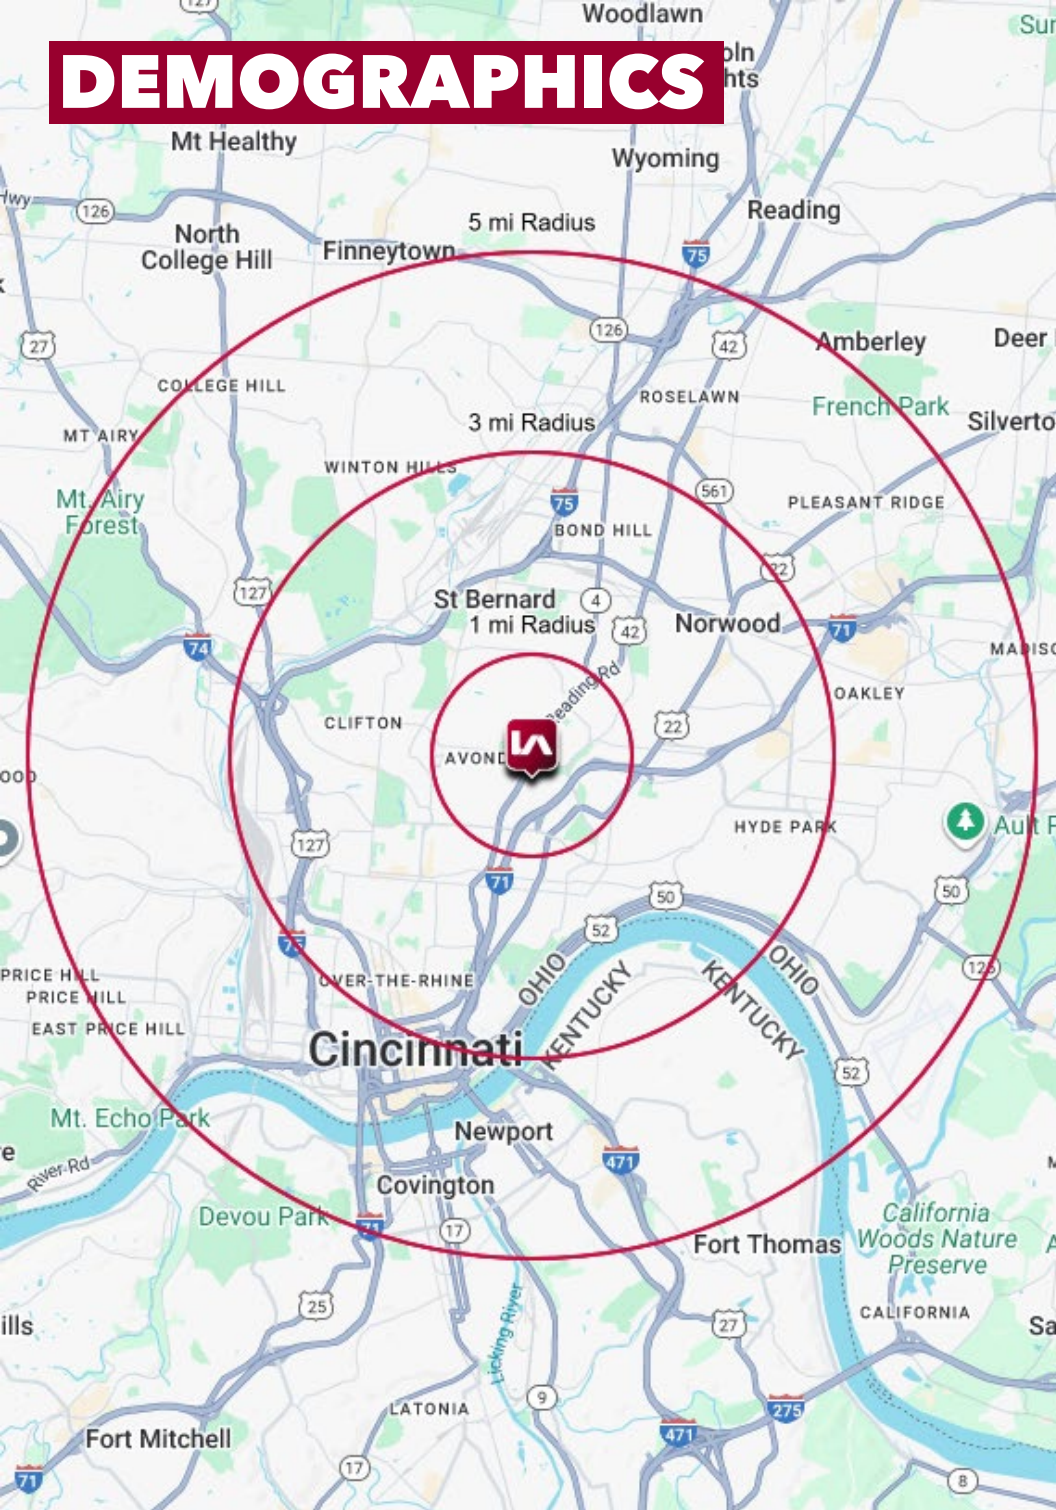 127
Woodlawn
DEMOGRAPHICS
Mt Healthy
Wyoming
Hwy
126
Reading
North
College Hill
5 mi Radius
Finneytown
75
27
126
42
Amberley
Deer
COLLEGE HILL
ROSELAWN
French Park
3 mi Radius
MT AIRY
WINTON HILLS
561
PLEASANT RIDGE
Mt. Airy
Forest
75
BOND HILL
22
127
St Bernard
4
1 mi Radius
42
Norwood
71
74
Reading Rd
OAKLEY
CLIFTON
22
AVOND
HYDE PARK
127
71
50
50
52
75
OVER-THE-RHINE
OHIO
KENTUCKY
OHIO
KENTUCKY
PRICE HILL
PRICE HILL
EAST PRICE HILL
Cincinnati
52
Mt. Echo Park
Newport
471
River Rd
Covington
Devou Park
71
17
California
Woods Nature
Preserve
Fort Thomas
25
27
CALIFORNIA
Licking River
9
275
LATONIA
471
Fort Mitchell
17
71
8